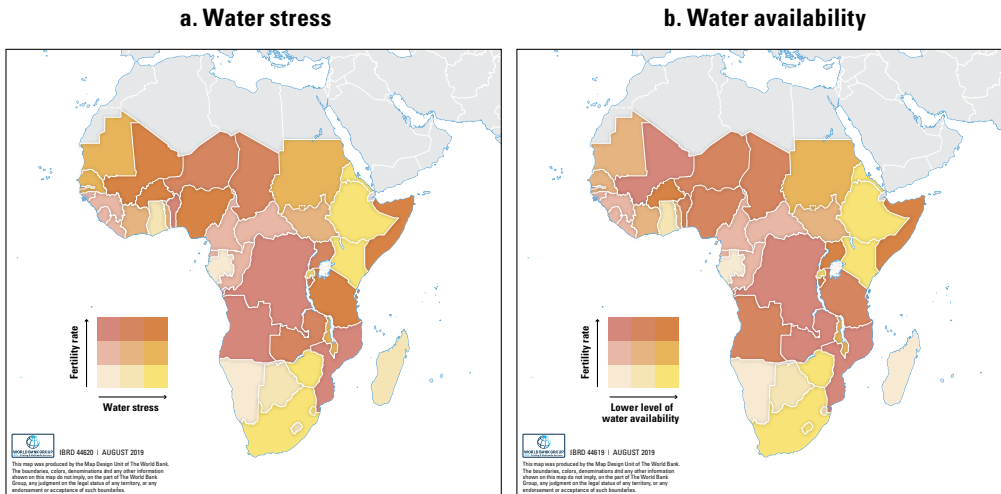 a. Water stress
Fertility rate
Water stress
WORLD BANK GROUP
IBRD 44620 | AUGUST 2019
This map was produced by the Map Design Unit of The World Bank.
The boundaries, colors, denominations and any other information
shown on this map do not imply, on the part of The World Bank
Group, any judgment on the legal status of any territory, or any
endorsement or acceptance of such boundaries.
b. Water availability
Fertility rate
Lower level of
water availability
WORLD BANK GROUP
IBRD 44619 | AUGUST 2019
This map was produced by the Map Design Unit of The World Bank.
The boundaries, colors, denominations and any other information
shown on this map do not imply, on the part of The World Bank
Group, any judgment on the legal status of any territory, or any
endorsement or acceptance of such boundaries.